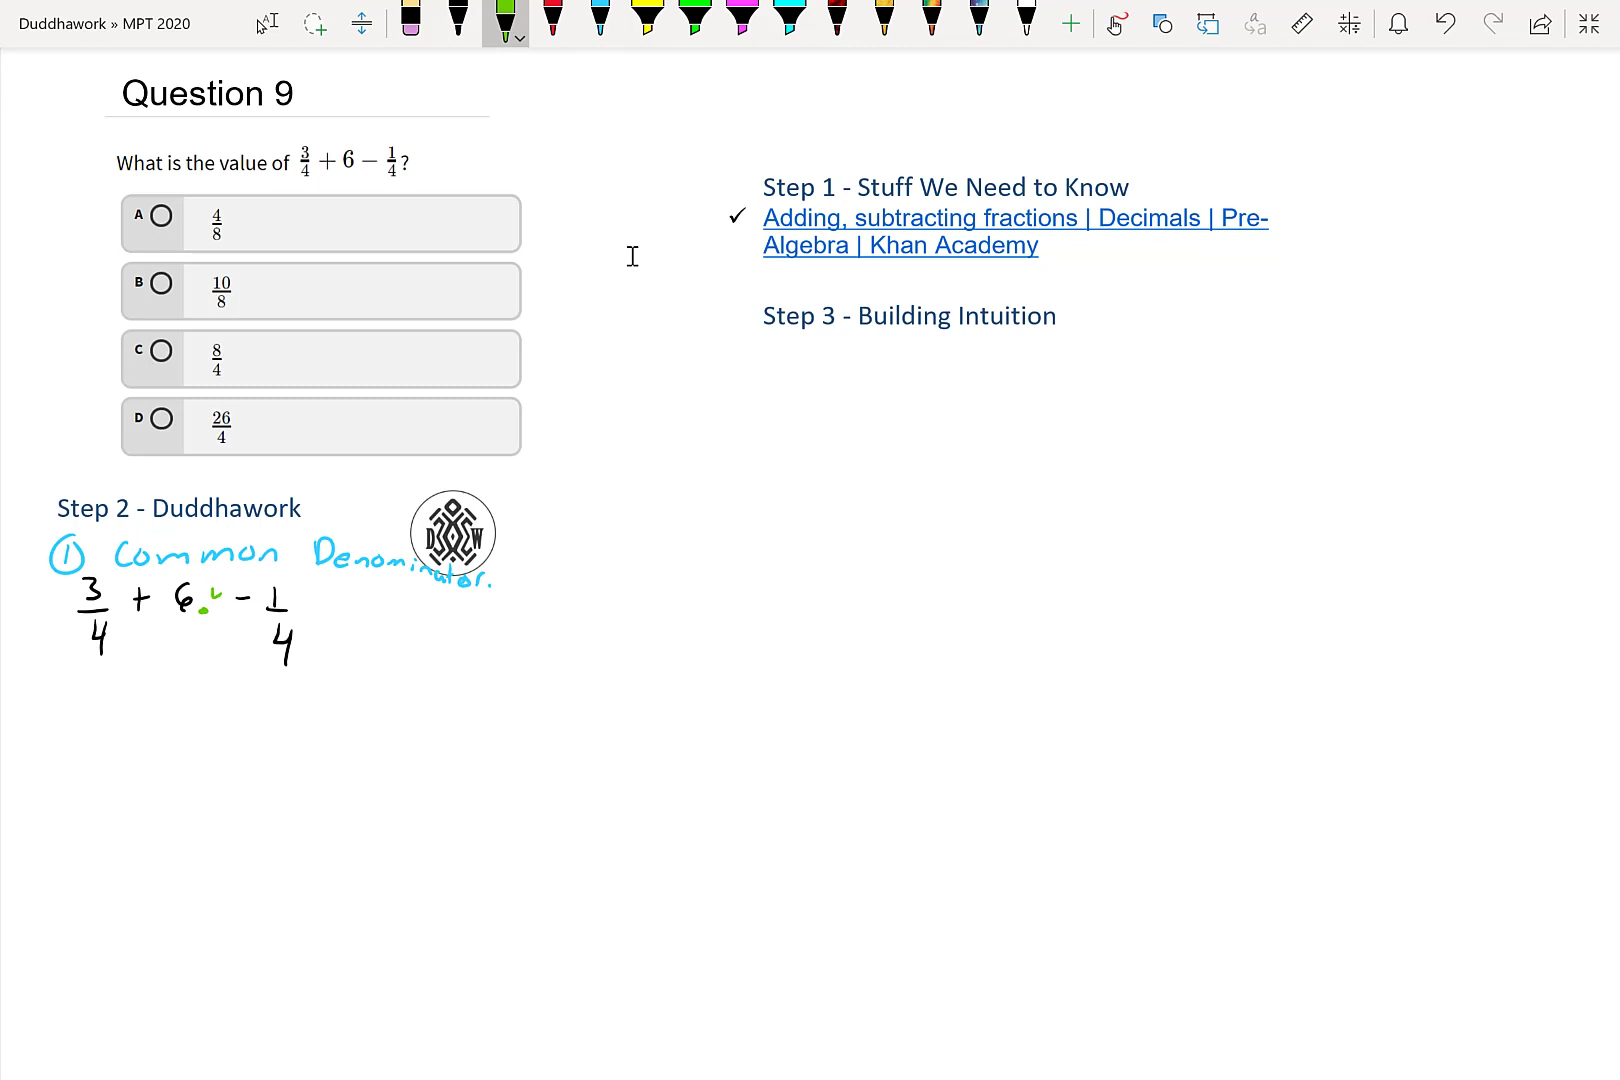 Duddhawork » MPT 2020
Question 9
What is the value of 3/4 + 6 − 1/4?
A 4/8
B 10/8
C 8/4
D 26/4
Step 1 - Stuff We Need to Know
✓ Adding, subtracting fractions | Decimals | Pre-
Algebra | Khan Academy
Step 3 - Building Intuition
Step 2 - Duddhawork
D W
① Common Denominator.
3/4 + 6 . - 1/4